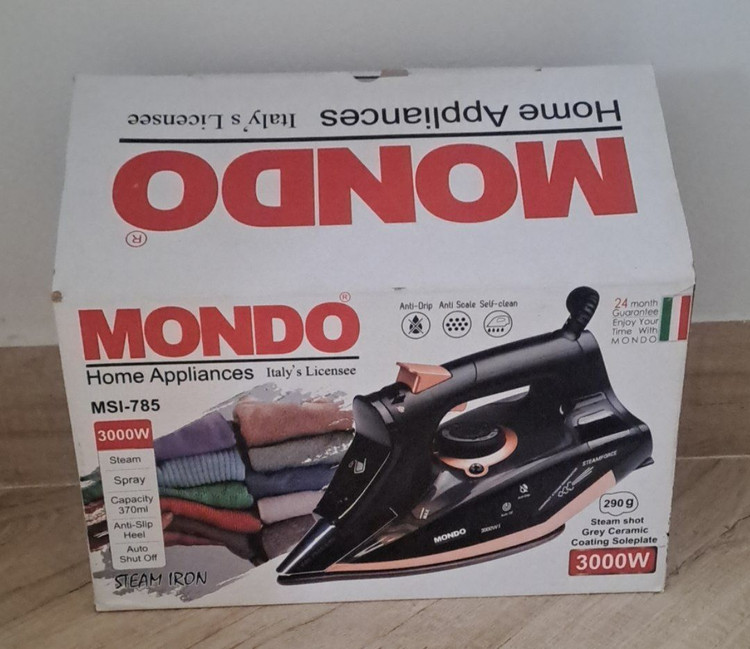 Home Appliances Italy's Licensee
MONDO
®
MONDO®
Home Appliances Italy's Licensee
MSI-785
3000W
Steam
Spray
Capacity
370ml
Anti-Slip
Heel
Auto
Shut Off
STEAM IRON
Anti-Drip Anti Scale Self-clean
24 month
Guarantee
Enjoy Your
Time With
MONDO
STEAMFORCE
MONDO
290g
Steam shot
Grey Ceramic
Coating Soleplate
3000W